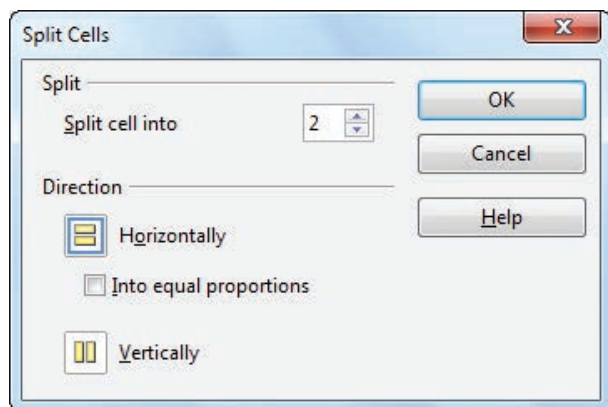 Split Cells
Split
Split cell into 2
OK
Cancel
Direction
Help
Horizontally
Into equal proportions
Vertically